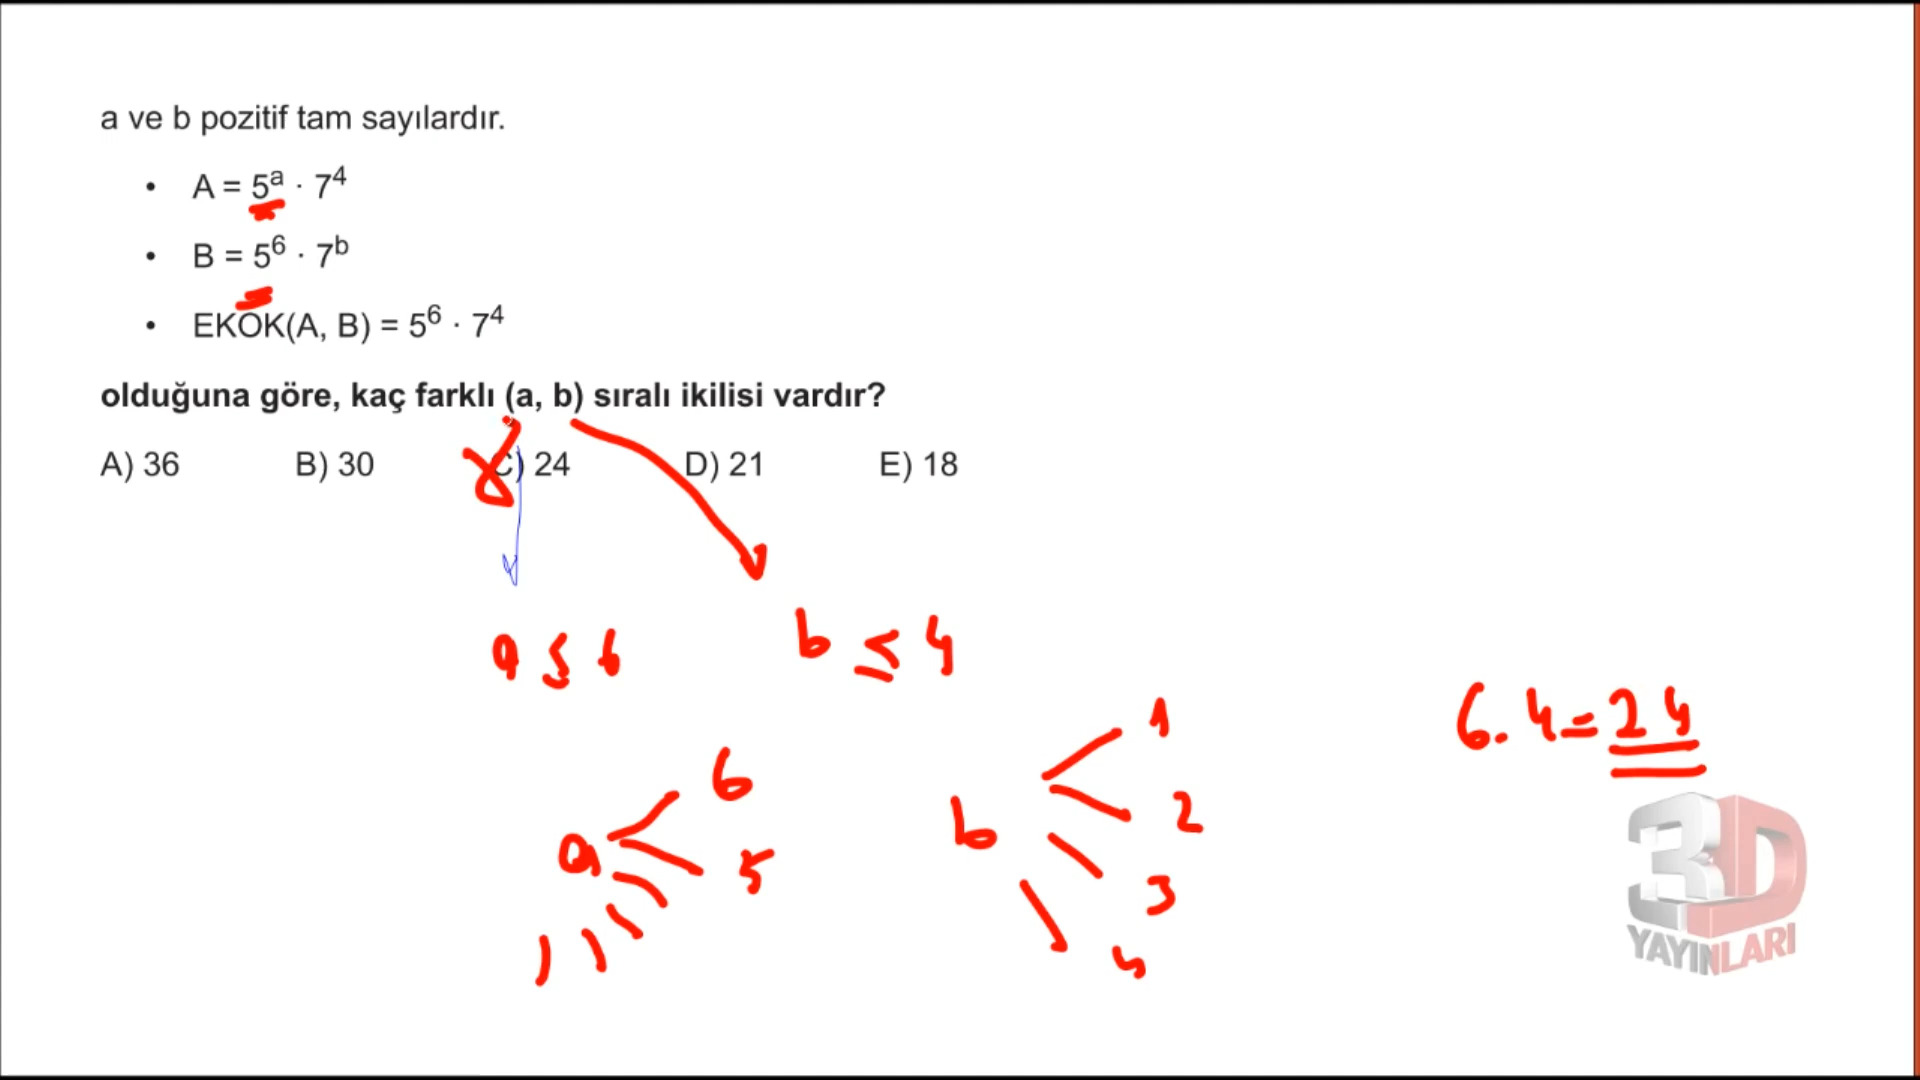 a ve b pozitif tam sayılardır.
• A = 5^a · 7^4
• B = 5^6 · 7^b
• EKOK(A, B) = 5^6 · 7^4
olduğuna göre, kaç farklı (a, b) sıralı ikilisi vardır?
A) 36 B) 30 C) 24 D) 21 E) 18
a ≤ 6 b ≤ 4
6.4=24
a 6 5
b 1 2 3 4
3D
YAYINLARI